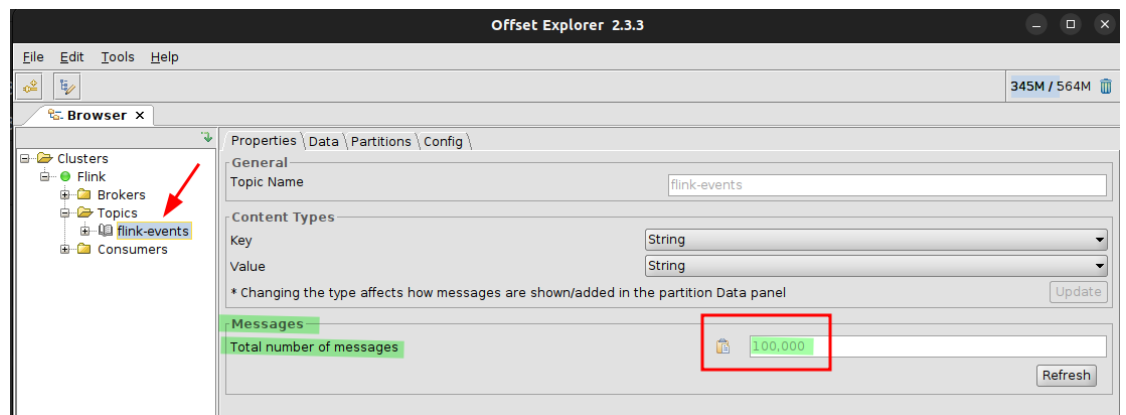 Offset Explorer 2.3.3
File Edit Tools Help
345M / 564M
Browser
Properties Data Partitions Config
Clusters
Flink
Brokers
Topics
flink-events
Consumers
General
Topic Name flink-events
Content Types
Key String
Value String
* Changing the type affects how messages are shown/added in the partition Data panel Update
Messages
Total number of messages 100,000
Refresh